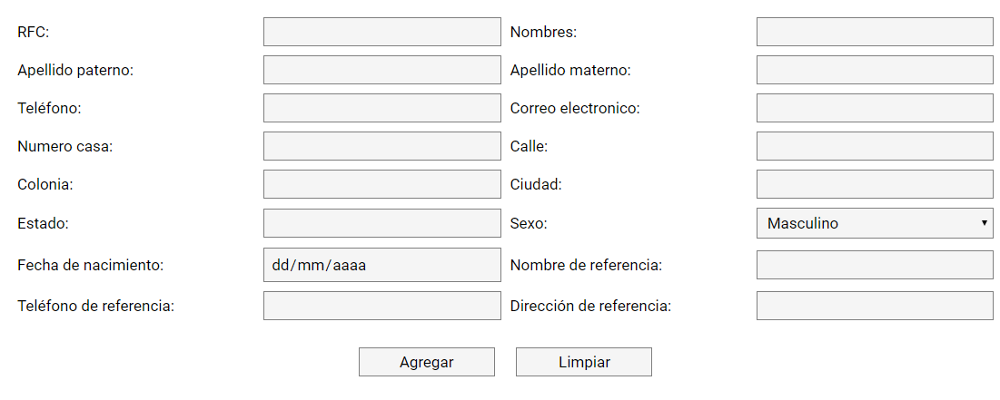 RFC: Nombres:
Apellido paterno: Apellido materno:
Teléfono: Correo electronico:
Numero casa: Calle:
Colonia: Ciudad:
Estado: Sexo: Masculino
Fecha de nacimiento: dd/mm/aaaa Nombre de referencia:
Teléfono de referencia: Dirección de referencia:
Agregar Limpiar